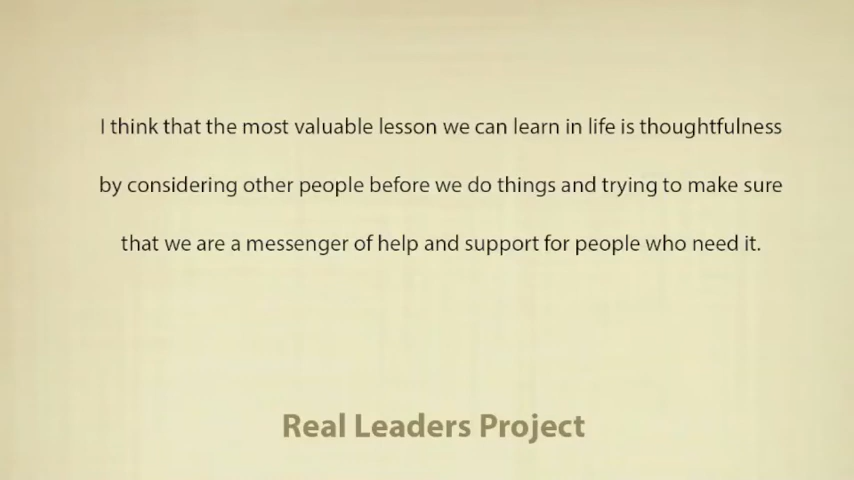 I think that the most valuable lesson we can learn in life is thoughtfulness
by considering other people before we do things and trying to make sure
that we are a messenger of help and support for people who need it.
Real Leaders Project